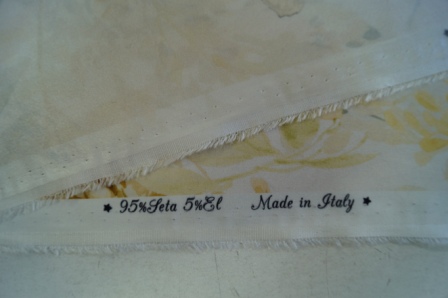 ★ 95%Seta 5%El Made in Italy ★